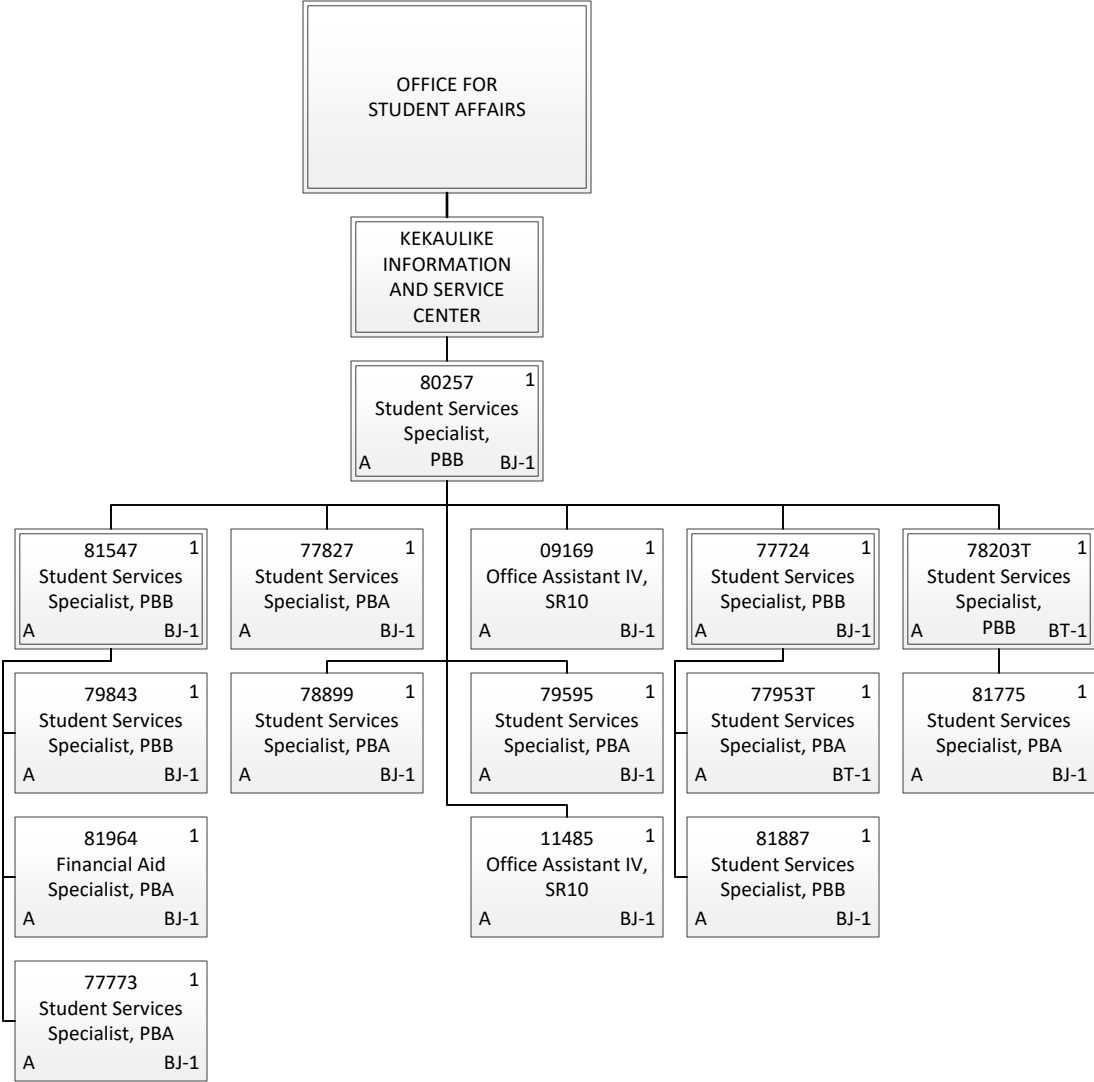 OFFICE FOR
STUDENT AFFAIRS
KEKAULIKE
INFORMATION
AND SERVICE
CENTER
80257 1
Student Services
Specialist,
PBB
A BJ-1
81547 1
Student Services
Specialist, PBB
A BJ-1
77827 1
Student Services
Specialist, PBA
A BJ-1
09169 1
Office Assistant IV,
SR10
A BJ-1
77724 1
Student Services
Specialist, PBB
A BJ-1
78203T 1
Student Services
Specialist,
PBB
A BT-1
79843 1
Student Services
Specialist, PBB
A BJ-1
78899 1
Student Services
Specialist, PBA
A BJ-1
79595 1
Student Services
Specialist, PBA
A BJ-1
77953T 1
Student Services
Specialist, PBA
A BT-1
81775 1
Student Services
Specialist, PBA
A BJ-1
81964 1
Financial Aid
Specialist, PBA
A BJ-1
11485 1
Office Assistant IV,
SR10
A BJ-1
81887 1
Student Services
Specialist, PBB
A BJ-1
77773 1
Student Services
Specialist, PBA
A BJ-1